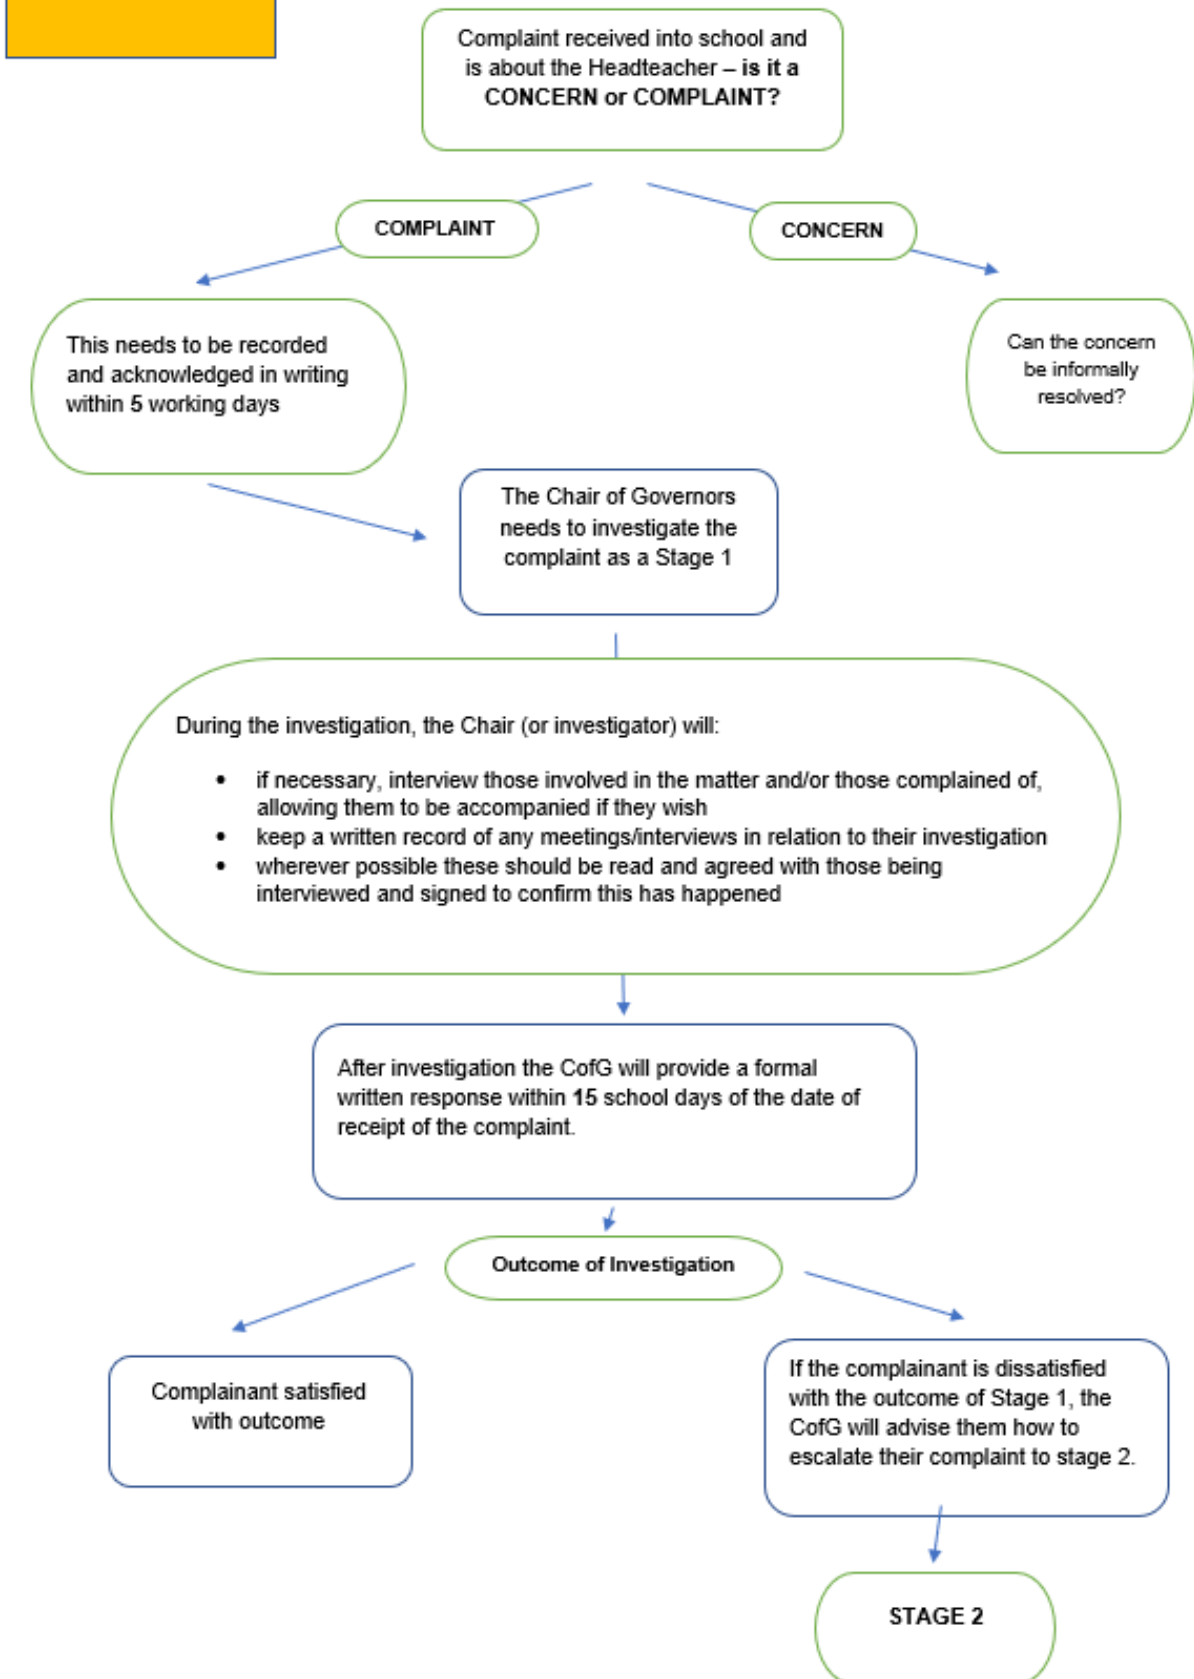 Complaint received into school and
is about the Headteacher – is it a
CONCERN or COMPLAINT?
COMPLAINT
CONCERN
This needs to be recorded
and acknowledged in writing
within 5 working days
Can the concern
be informally
resolved?
The Chair of Governors
needs to investigate the
complaint as a Stage 1
During the investigation, the Chair (or investigator) will:
• if necessary, interview those involved in the matter and/or those complained of,
allowing them to be accompanied if they wish
• keep a written record of any meetings/interviews in relation to their investigation
• wherever possible these should be read and agreed with those being
interviewed and signed to confirm this has happened
After investigation the CofG will provide a formal
written response within 15 school days of the date of
receipt of the complaint.
Outcome of Investigation
Complainant satisfied
with outcome
If the complainant is dissatisfied
with the outcome of Stage 1, the
CofG will advise them how to
escalate their complaint to stage 2.
STAGE 2